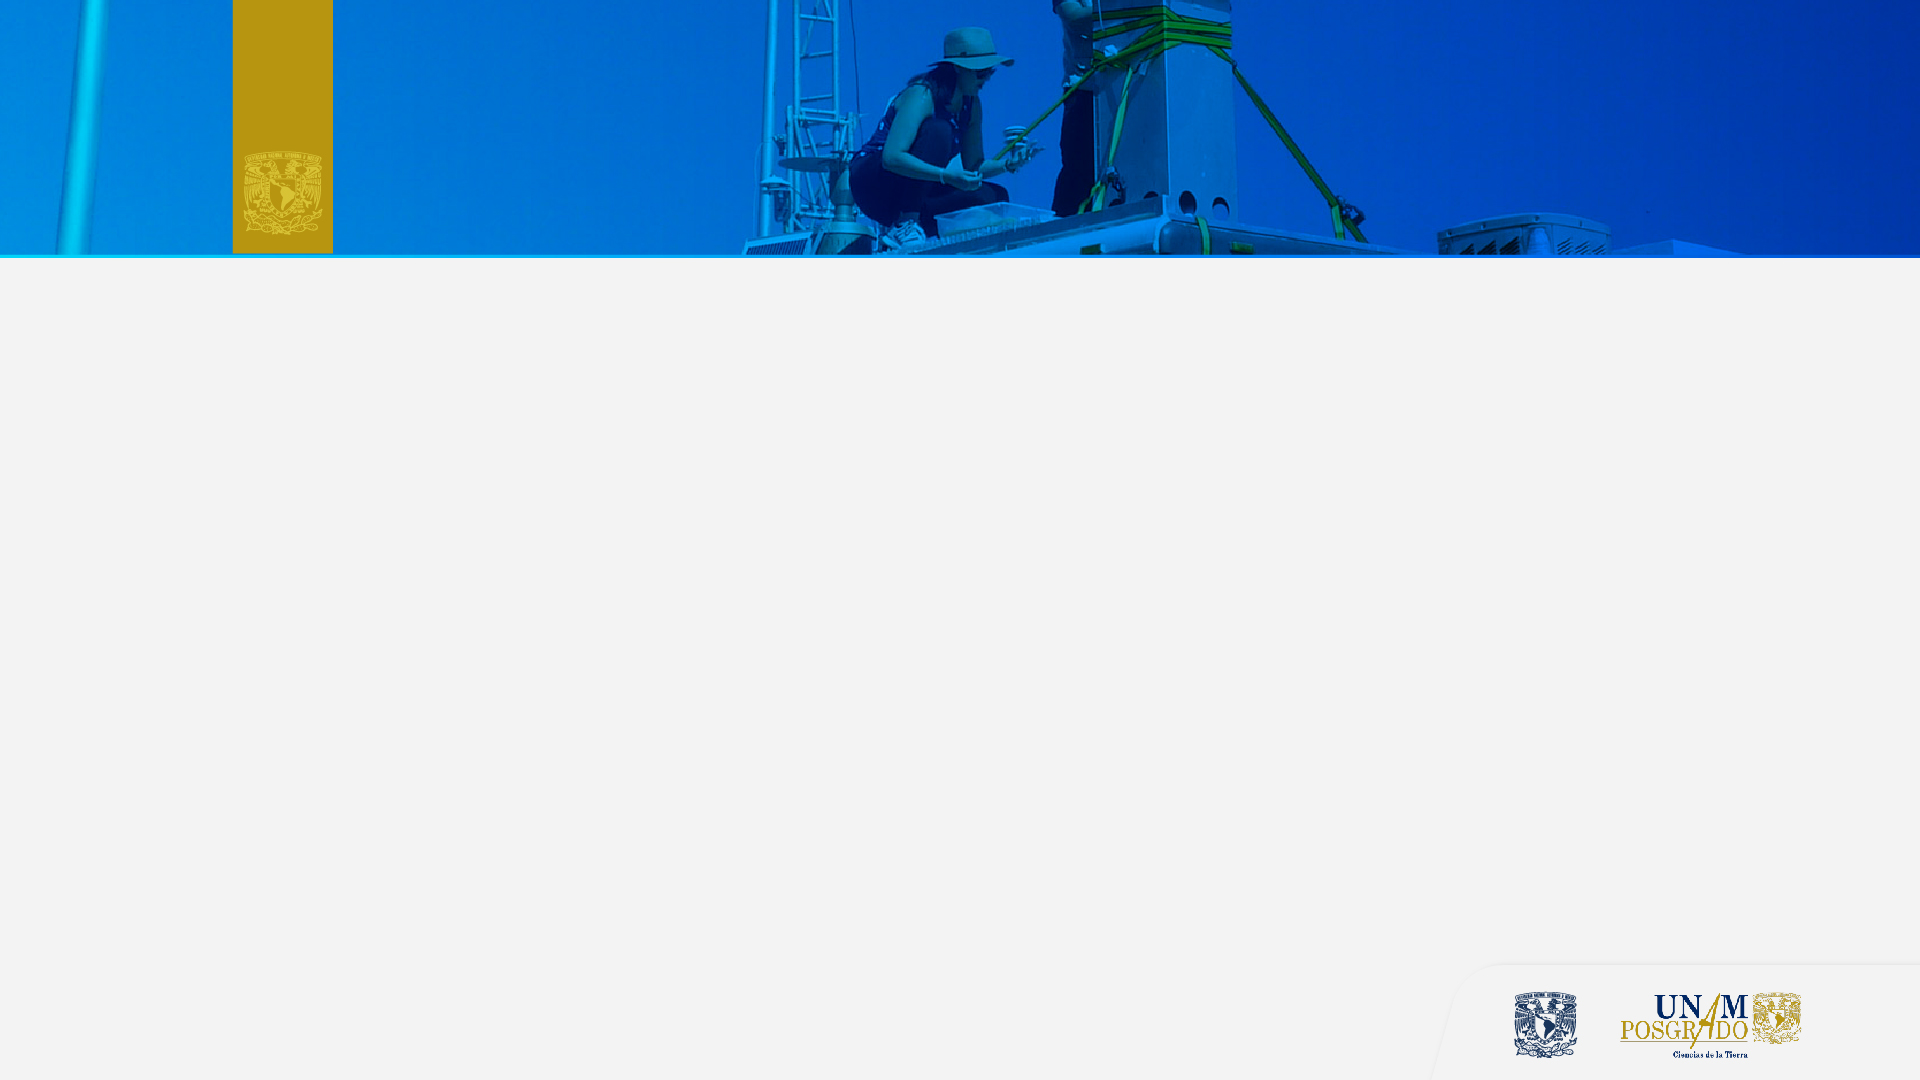 UNAM
POSGRADO
Ciencias de la Tierra